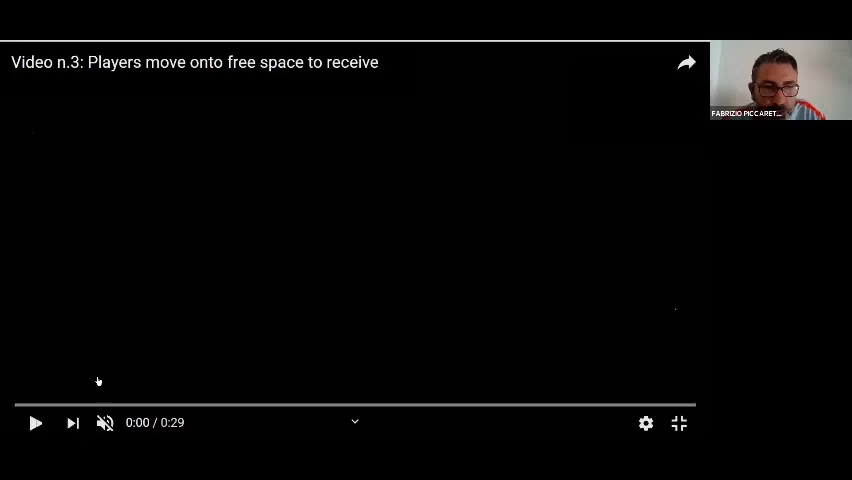 Video n.3: Players move onto free space to receive
FABRIZIO PICCARET...
0:00 / 0:29